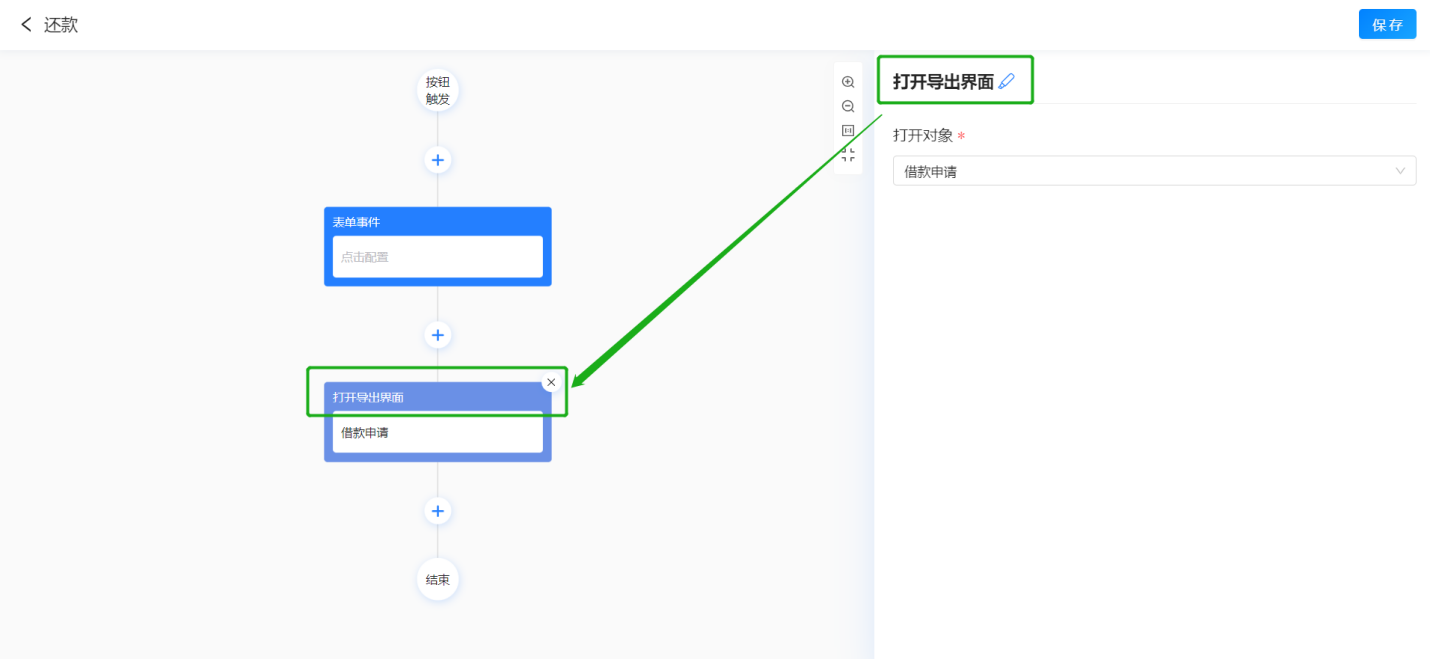 还款
保存
按钮
触发
表单事件
点击配置
打开导出界面
借款申请
结束
打开导出界面
打开对象 *
借款申请